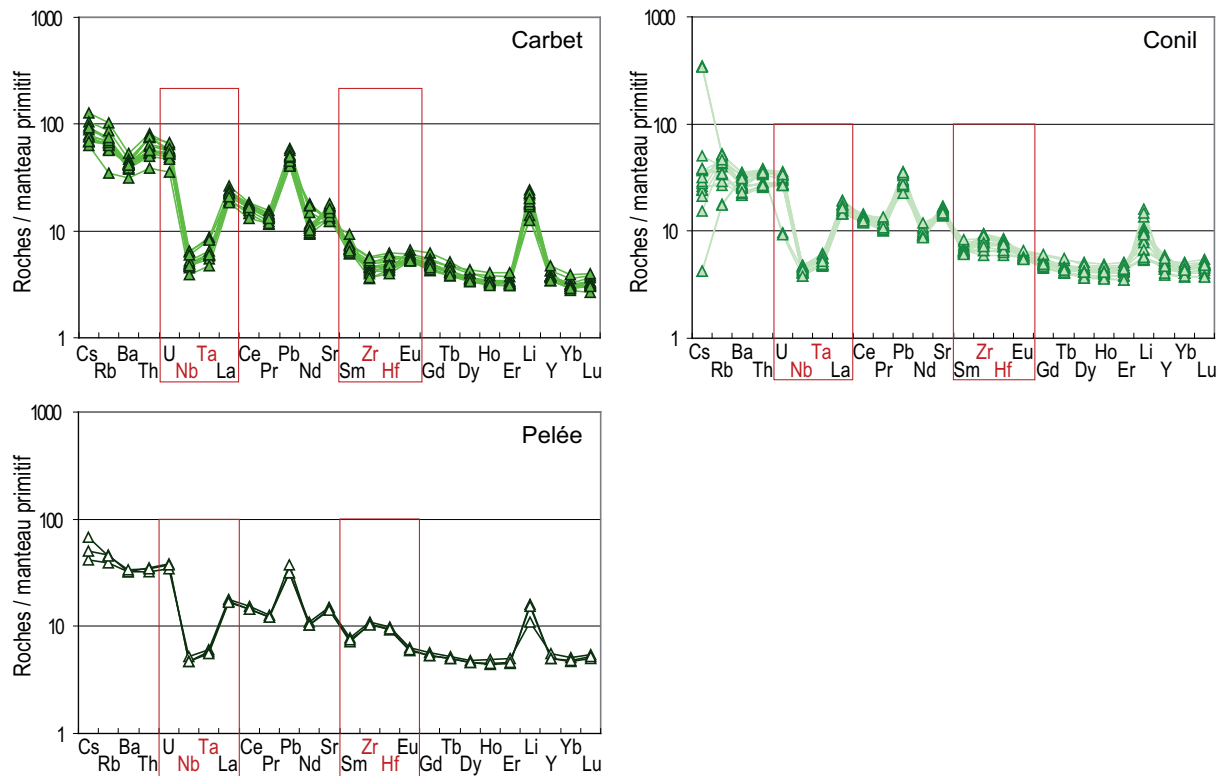 Carbet
Roches / manteau primitif
1000
100
10
1
Cs Ba U Ta Ce Pb Sr Zr Eu Tb Ho Li Yb
Rb Th Nb La Pr Nd Sm Hf Gd Dy Er Y Lu
Conil
Roches / manteau primitif
1000
100
10
1
Cs Ba U Ta Ce Pb Sr Zr Eu Tb Ho Li Yb
Rb Th Nb La Pr Nd Sm Hf Gd Dy Er Y Lu
Pelée
Roches / manteau primitif
1000
100
10
1
Cs Ba U Ta Ce Pb Sr Zr Eu Tb Ho Li Yb
Rb Th Nb La Pr Nd Sm Hf Gd Dy Er Y Lu